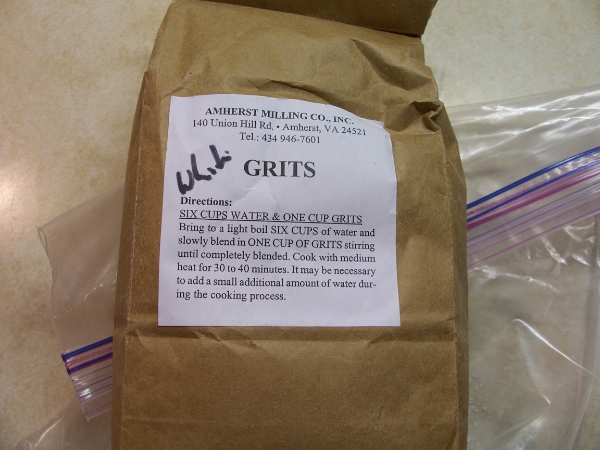 AMHERST MILLING CO., INC.
140 Union Hill Rd. • Amherst, VA 24521
Tel.: 434 946-7601
White
GRITS
Directions:
SIX CUPS WATER & ONE CUP GRITS
Bring to a light boil SIX CUPS of water and
slowly blend in ONE CUP OF GRITS stirring
until completely blended. Cook with medium
heat for 30 to 40 minutes. It may be necessary
to add a small additional amount of water dur-
ing the cooking process.